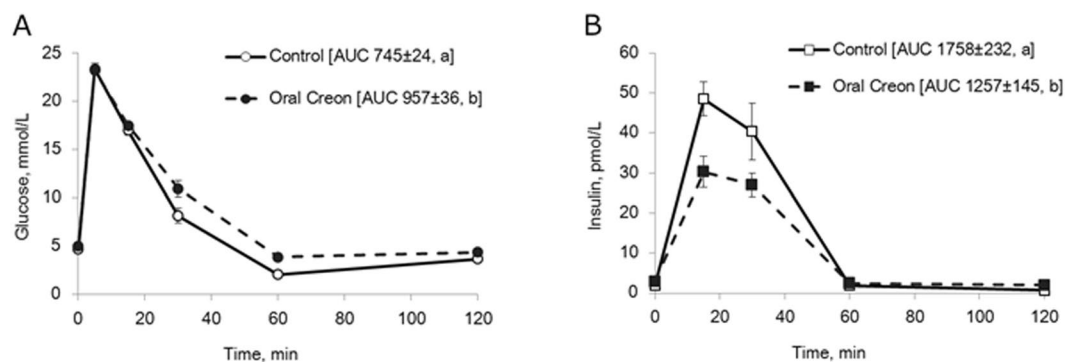 A
Control [AUC 745±24, a]
Oral Creon [AUC 957±36, b]
Glucose, mmol/L
25
20
15
10
5
0
0 20 40 60 80 100 120
Time, min
B
Control [AUC 1758±232, a]
Oral Creon [AUC 1257±145, b]
Insulin, pmol/L
60
50
40
30
20
10
0
0 20 40 60 80 100 120
Time, min